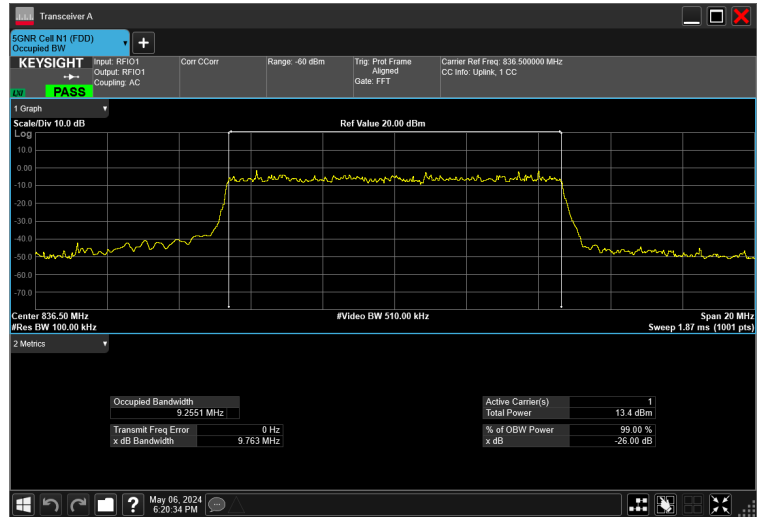 Transceiver A
5GNR Cell N1 (FDD)
Occupied BW
KEYSIGHT
LXI PASS
Input: RFIO1
Output: RFIO1
Coupling: AC
Corr CCorr
Range: -60 dBm
Trig: Prot Frame
Aligned
Gate: FFT
Carrier Ref Freq: 836.500000 MHz
CC Info: Uplink, 1 CC
1 Graph
Scale/Div 10.0 dB
Ref Value 20.00 dBm
Log
10.0
0.00
-10.0
-20.0
-30.0
-40.0
-50.0
-60.0
-70.0
Center 836.50 MHz
#Video BW 510.00 kHz
Span 20 MHz
#Res BW 100.00 kHz
Sweep 1.87 ms (1001 pts)
2 Metrics
Occupied Bandwidth
9.2551 MHz
Transmit Freq Error 0 Hz
x dB Bandwidth 9.763 MHz
Active Carrier(s) 1
Total Power 13.4 dBm
% of OBW Power 99.00 %
x dB -26.00 dB
May 06, 2024
6:20:34 PM